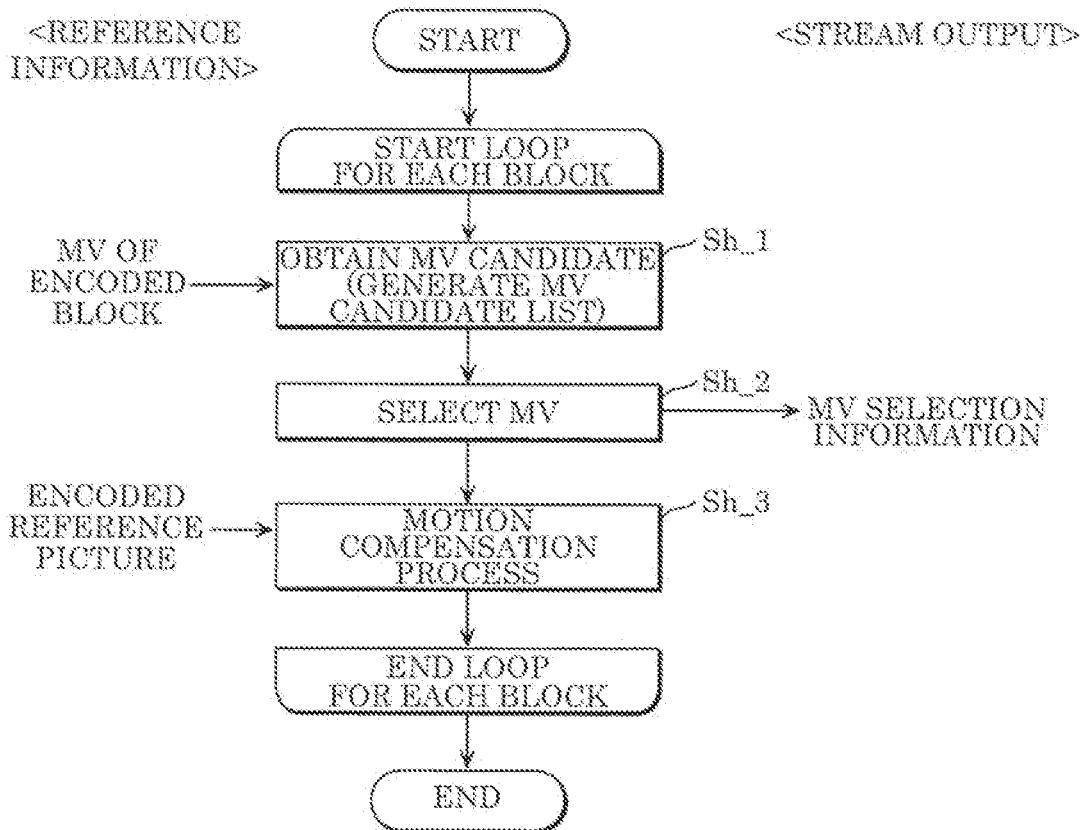 <REFERENCE
INFORMATION>
START
<STREAM OUTPUT>
START LOOP
FOR EACH BLOCK
MV OF
ENCODED
BLOCK
OBTAIN MV CANDIDATE
(GENERATE MV
CANDIDATE LIST)
Sh_1
SELECT MV
Sh_2
MV SELECTION
INFORMATION
ENCODED
REFERENCE
PICTURE
MOTION
COMPENSATION
PROCESS
Sh_3
END LOOP
FOR EACH BLOCK
END